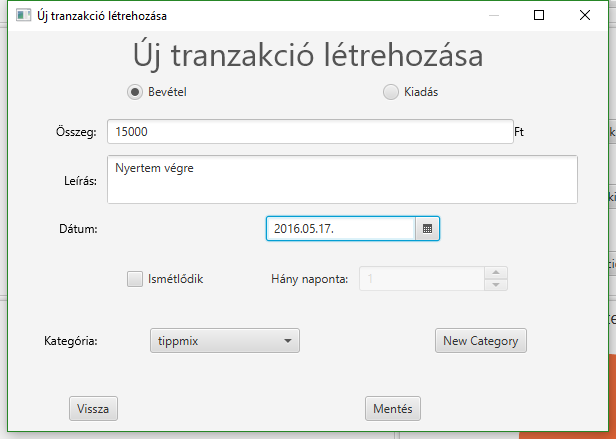 Új tranzakció létrehozása
Új tranzakció létrehozása
Bevétel Kiadás
Összeg: 15000 Ft
Leírás: Nyertem végre
Dátum: 2016.05.17.
Ismétlődik Hány naponta: 1
Kategória: tippmix New Category
Vissza Mentés